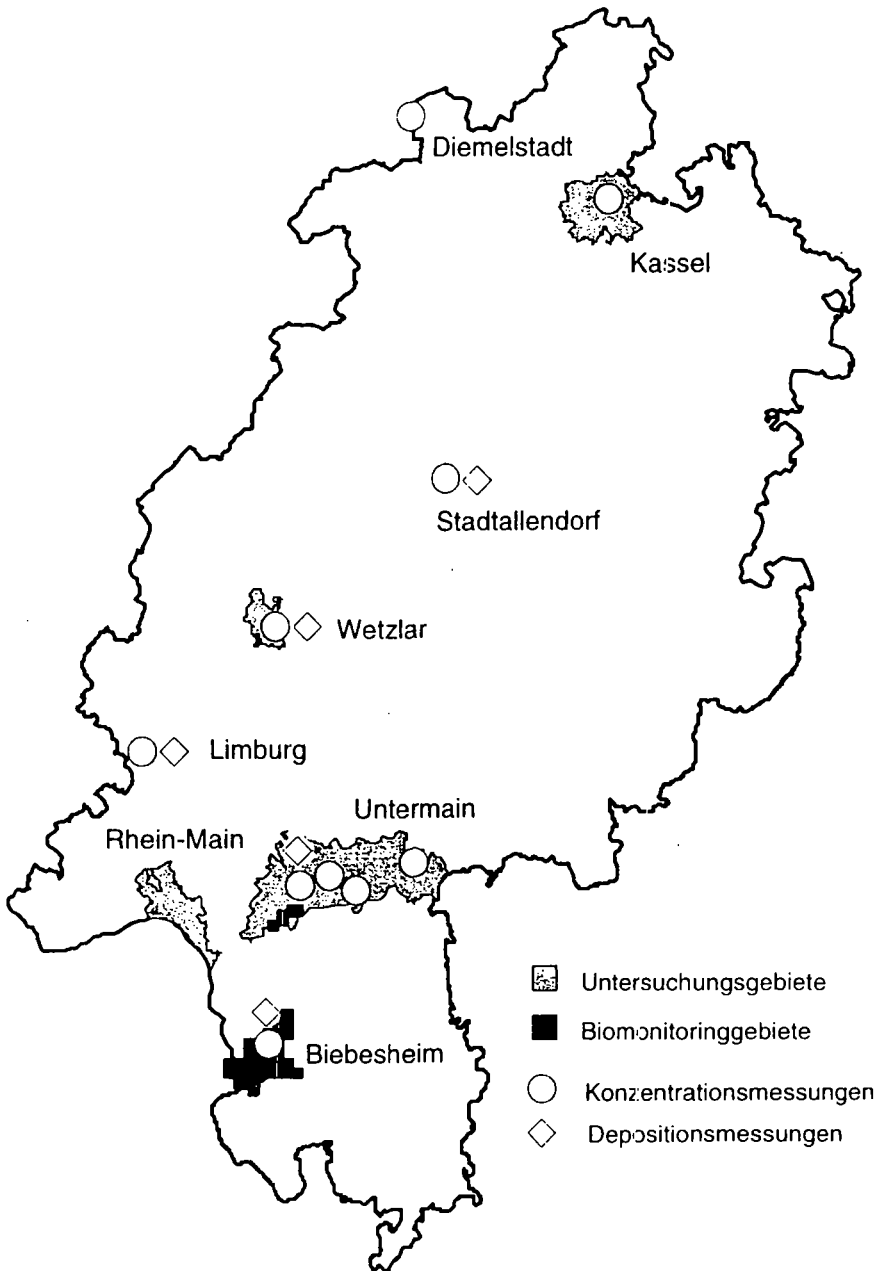 Diemelstadt
Kassel
Stadtallendorf
Wetzlar
Limburg
Untermain
Rhein-Main
Untersuchungsgebiete
Biomonitoringgebiete
Biebesheim
Konzentrationsmessungen
Depositionsmessungen